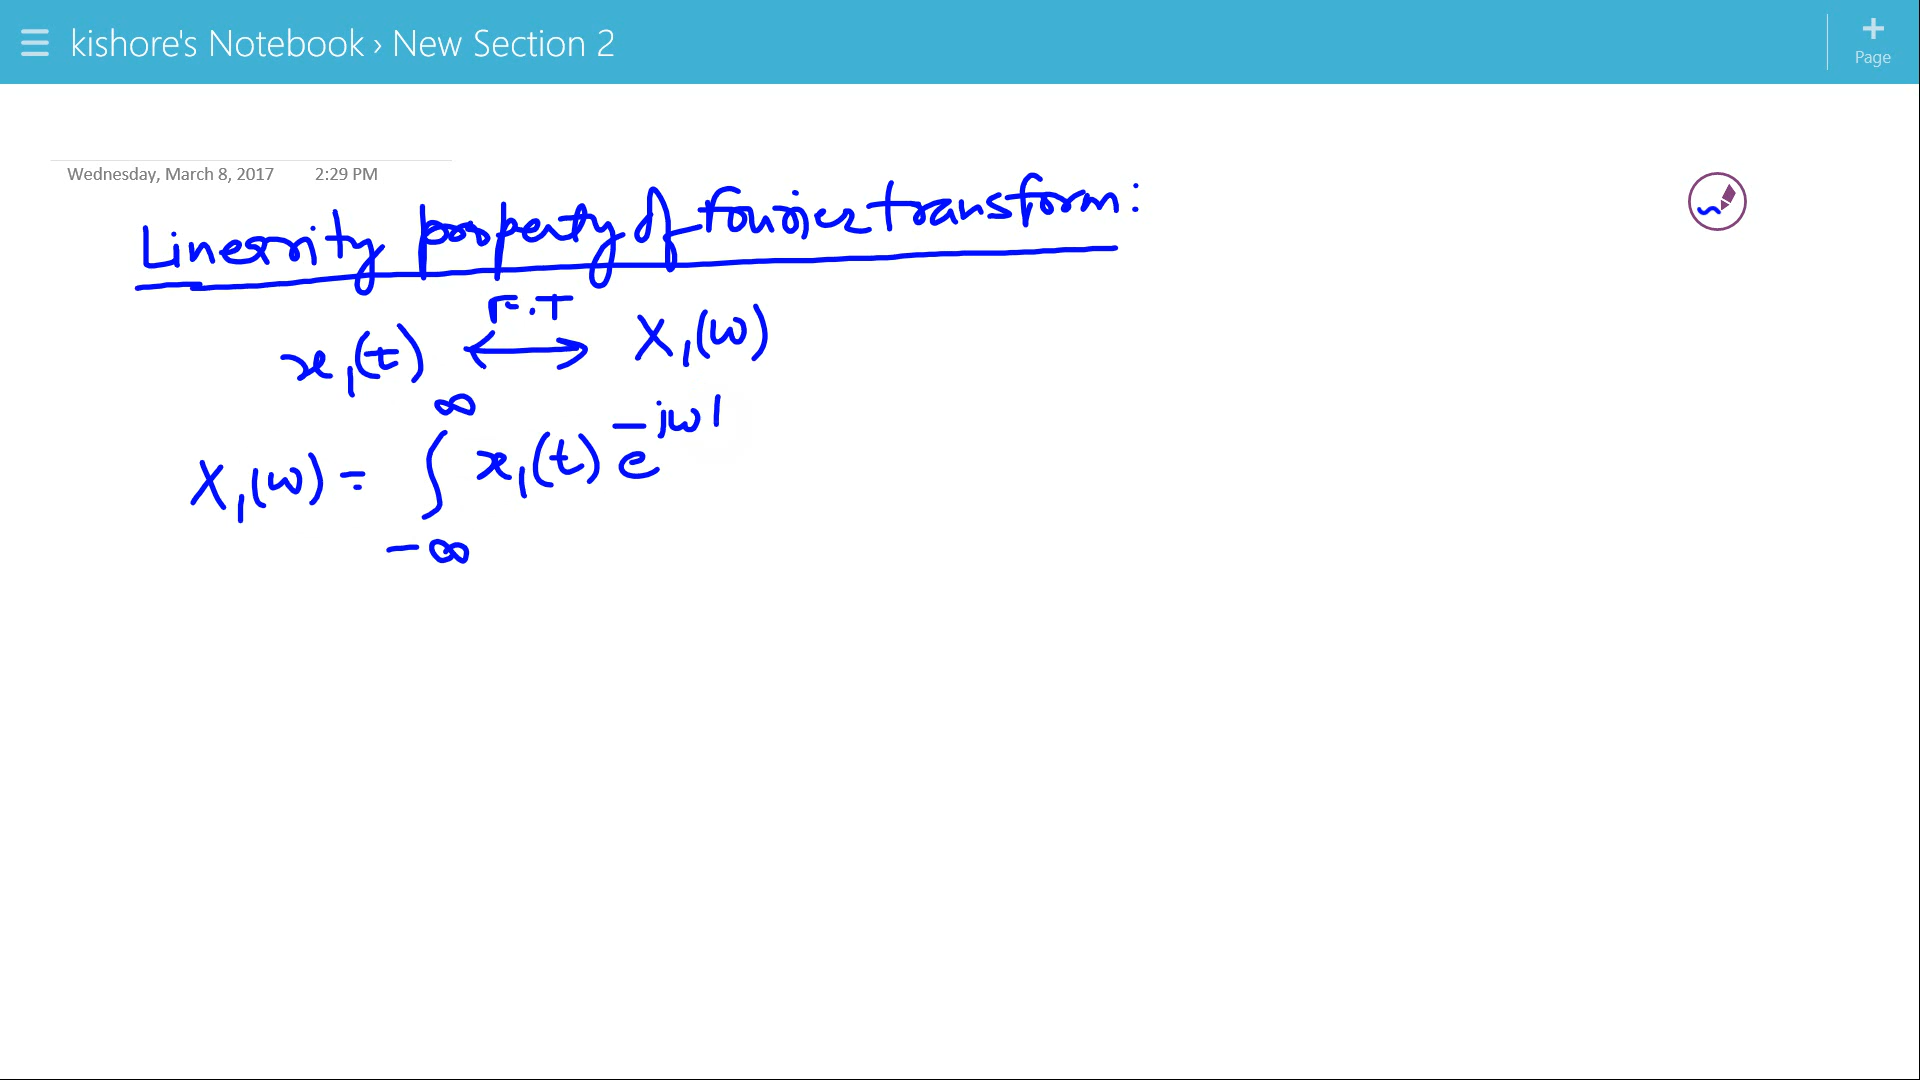 kishore's Notebook › New Section 2
+
Page
Wednesday, March 8, 2017 2:29 PM
Linearity property of fourier transform:
x₁(t) ⟷ F.T X₁(ω)
X₁(ω) = ∫ -∞ ∞ x₁(t) e^-jωl